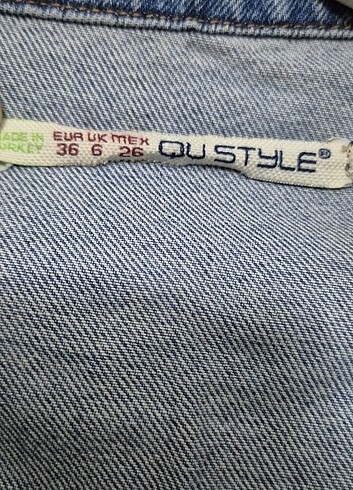 MADE IN EUR UK MEX QU STYLE®
TURKEY 36 6 26